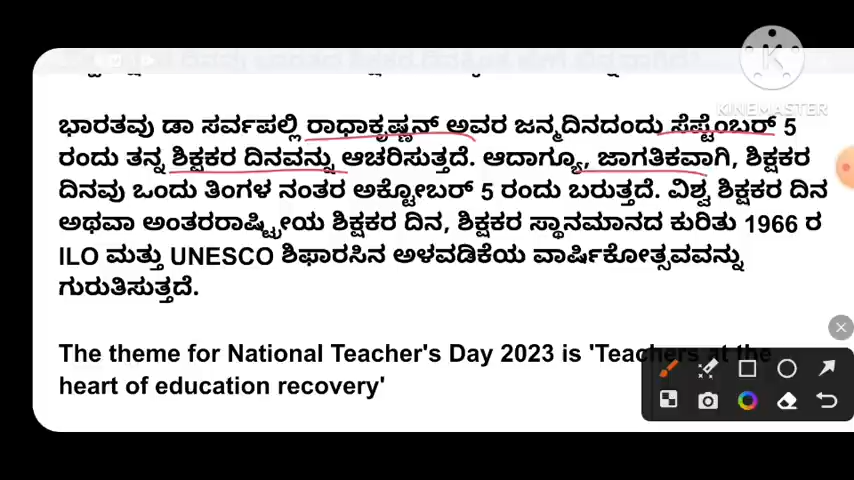 KINEMASTER
ಭಾರತವು ಡಾ ಸರ್ವಪಲ್ಲಿ ರಾಧಾಕೃಷ್ಣನ್ ಅವರ ಜನ್ಮದಿನದಂದು ಸೆಪ್ಟೆಂಬರ್ 5
ರಂದು ತನ್ನ ಶಿಕ್ಷಕರ ದಿನವನ್ನು ಆಚರಿಸುತ್ತದೆ. ಆದಾಗ್ಯೂ, ಜಾಗತಿಕವಾಗಿ, ಶಿಕ್ಷಕರ
ದಿನವು ಒಂದು ತಿಂಗಳ ನಂತರ ಅಕ್ಟೋಬರ್ 5 ರಂದು ಬರುತ್ತದೆ. ವಿಶ್ವ ಶಿಕ್ಷಕರ ದಿನ
ಅಥವಾ ಅಂತರರಾಷ್ಟ್ರೀಯ ಶಿಕ್ಷಕರ ದಿನ, ಶಿಕ್ಷಕರ ಸ್ಥಾನಮಾನದ ಕುರಿತು 1966 ರ
ILO ಮತ್ತು UNESCO ಶಿಫಾರಸಿನ ಅಳವಡಿಕೆಯ ವಾರ್ಷಿಕೋತ್ಸವವನ್ನು
ಗುರುತಿಸುತ್ತದೆ.
The theme for National Teacher's Day 2023 is 'Teachers at the
heart of education recovery'